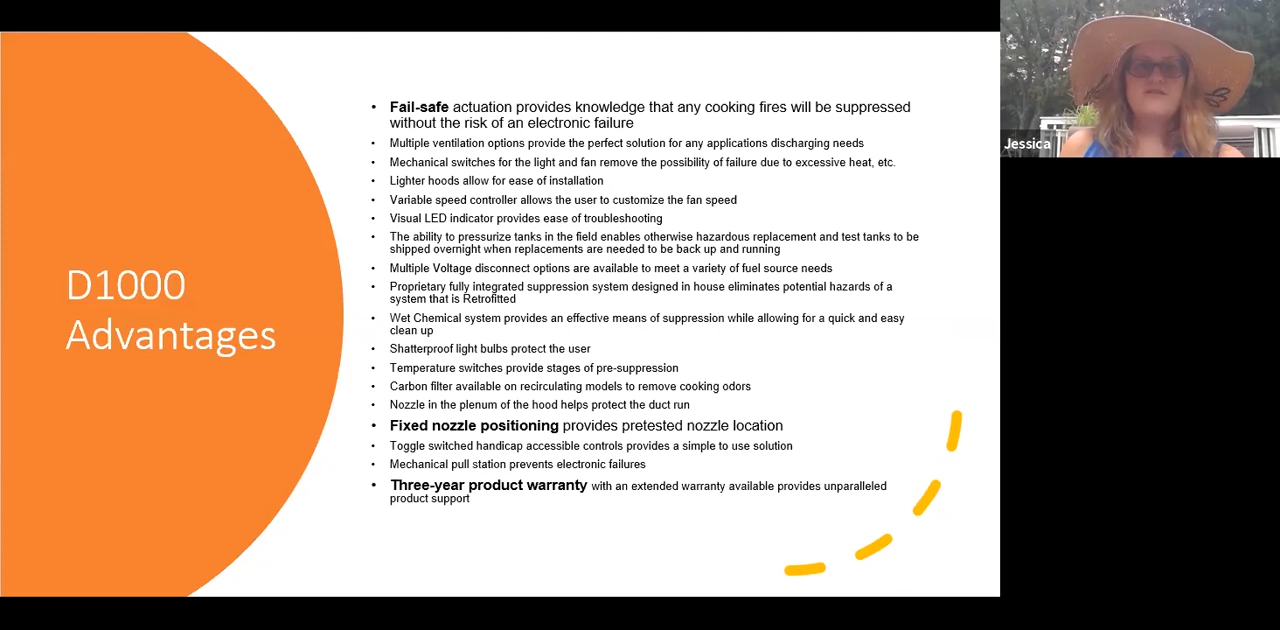 D1000
Advantages
• Fail-safe actuation provides knowledge that any cooking fires will be suppressed
without the risk of an electronic failure
• Multiple ventilation options provide the perfect solution for any applications discharging needs
• Mechanical switches for the light and fan remove the possibility of failure due to excessive heat, etc.
• Lighter hoods allow for ease of installation
• Variable speed controller allows the user to customize the fan speed
• Visual LED indicator provides ease of troubleshooting
• The ability to pressurize tanks in the field enables otherwise hazardous replacement and test tanks to be
shipped overnight when replacements are needed to be back up and running
• Multiple Voltage disconnect options are available to meet a variety of fuel source needs
• Proprietary fully integrated suppression system designed in house eliminates potential hazards of a
system that is Retrofitted
• Wet Chemical system provides an effective means of suppression while allowing for a quick and easy
clean up
• Shatterproof light bulbs protect the user
• Temperature switches provide stages of pre-suppression
• Carbon filter available on recirculating models to remove cooking odors
• Nozzle in the plenum of the hood helps protect the duct run
• Fixed nozzle positioning provides pretested nozzle location
• Toggle switched handicap accessible controls provides a simple to use solution
• Mechanical pull station prevents electronic failures
• Three-year product warranty with an extended warranty available provides unparalleled
product support
Jessica